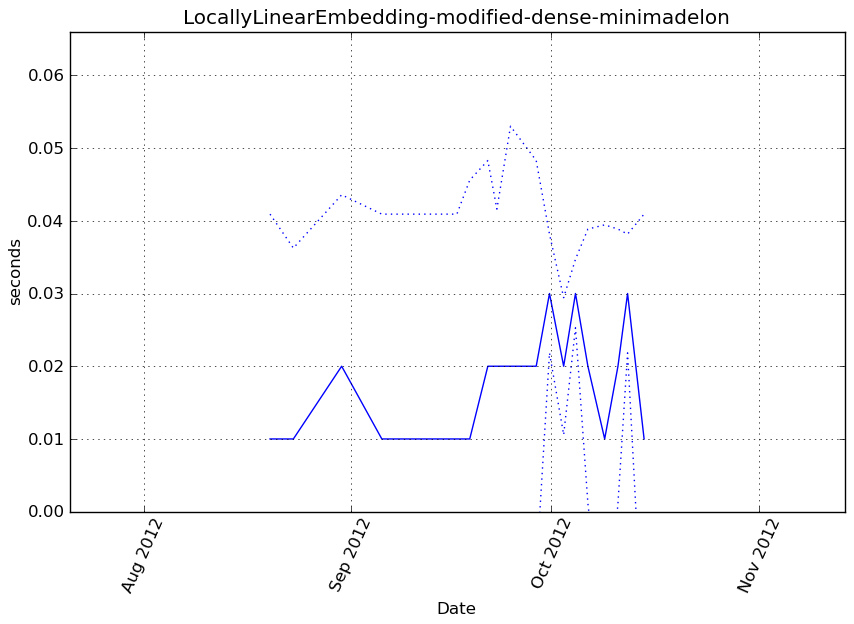 LocallyLinearEmbedding-modified-dense-minimadelon
0.06
0.05
0.04
0.03
0.02
0.01
0.00
seconds
Aug 2012
Sep 2012
Oct 2012
Nov 2012
Date